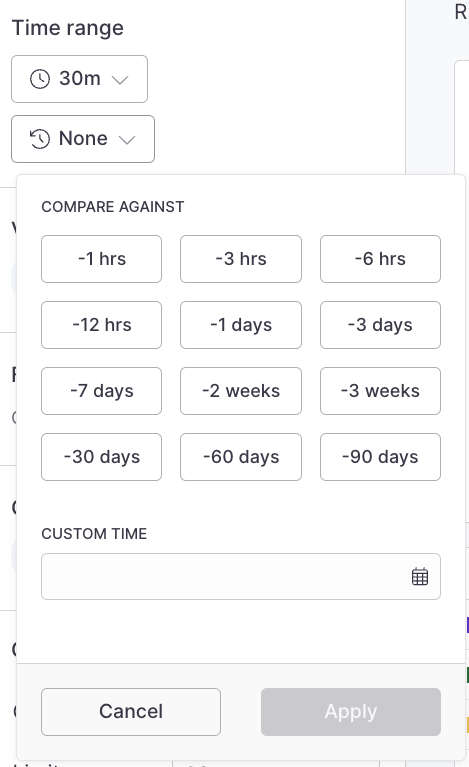 R
Time range
30m
None
COMPARE AGAINST
-1 hrs -3 hrs -6 hrs
-12 hrs -1 days -3 days
-7 days -2 weeks -3 weeks
-30 days -60 days -90 days
CUSTOM TIME
Cancel Apply